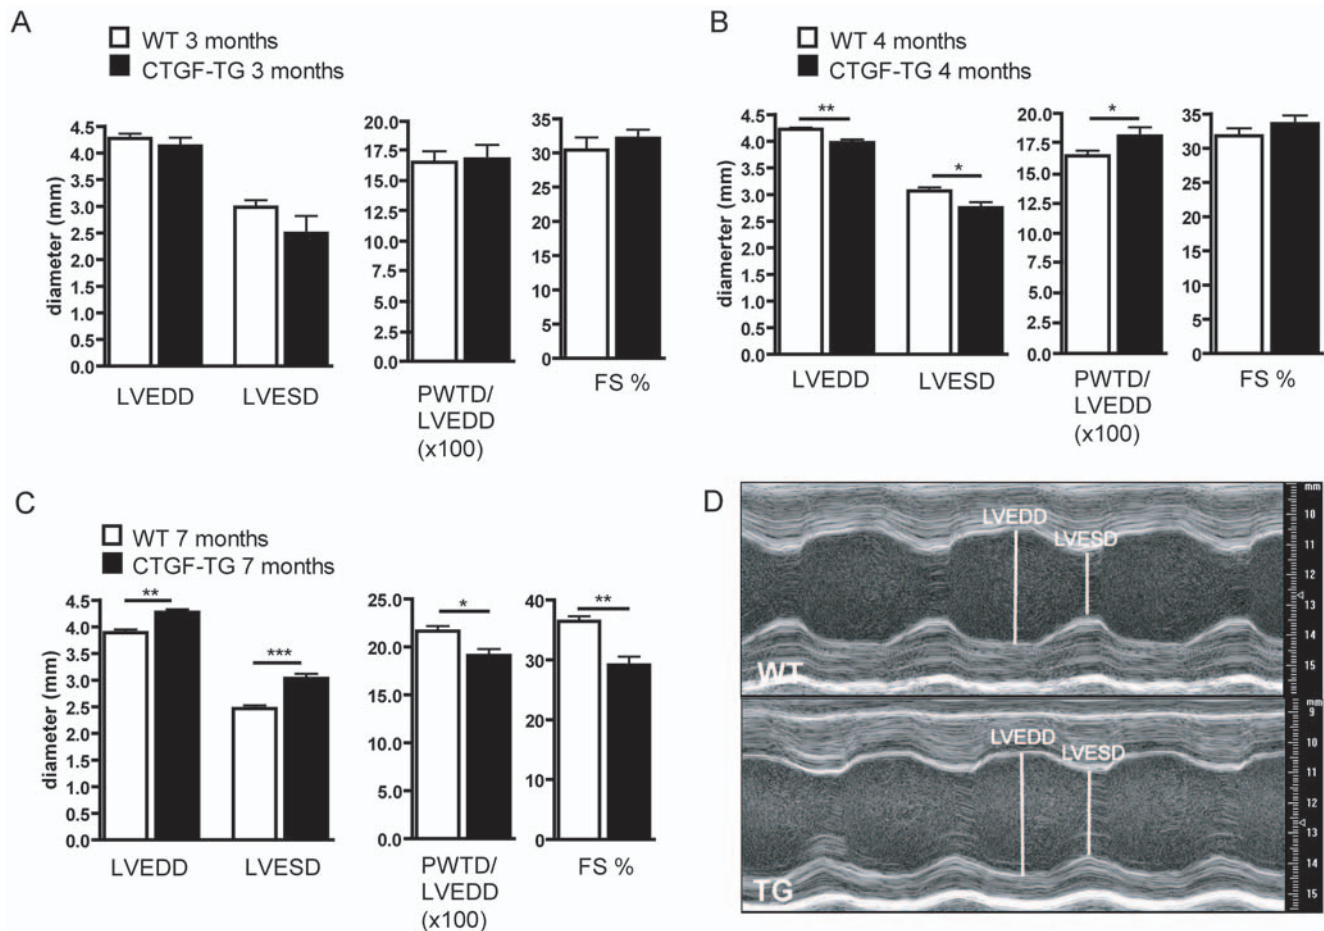 A
WT 3 months
CTGF-TG 3 months
diameter (mm)
4.5
4.0
3.5
3.0
2.5
2.0
1.5
1.0
0.5
0.0
LVEDD
LVESD
20.0
17.5
15.0
12.5
10.0
7.5
5.0
2.5
0.0
PWTD/
LVEDD
(x100)
35
30
25
20
15
10
5
0
FS %
B
WT 4 months
CTGF-TG 4 months
diamerter (mm)
4.5
4.0
3.5
3.0
2.5
2.0
1.5
1.0
0.5
0.0
**
*
LVEDD
LVESD
20.0
17.5
15.0
12.5
10.0
7.5
5.0
2.5
0.0
*
PWTD/
LVEDD
(x100)
35
30
25
20
15
10
5
0
FS %
C
WT 7 months
CTGF-TG 7 months
diameter (mm)
4.5
4.0
3.5
3.0
2.5
2.0
1.5
1.0
0.5
0.0
**
***
LVEDD
LVESD
25.0
20.0
15.0
10.0
5.0
0.0
*
PWTD/
LVEDD
(x100)
40
30
20
10
0
**
FS %
D
LVEDD
LVESD
WT
mm
10
11
12
13
14
15
LVEDD
LVESD
TG
mm
9
10
11
12
13
14
15